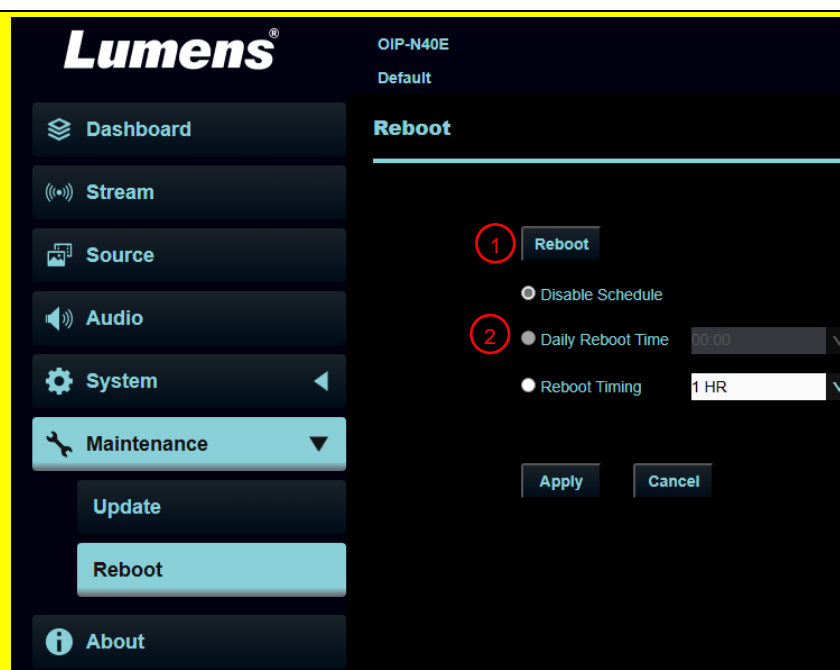 Lumens®
OIP-N40E
Default
Dashboard
Stream
Source
Audio
System
Maintenance
Update
Reboot
About
Reboot
1 Reboot
Disable Schedule
2 Daily Reboot Time 00:00
Reboot Timing 1 HR
Apply Cancel